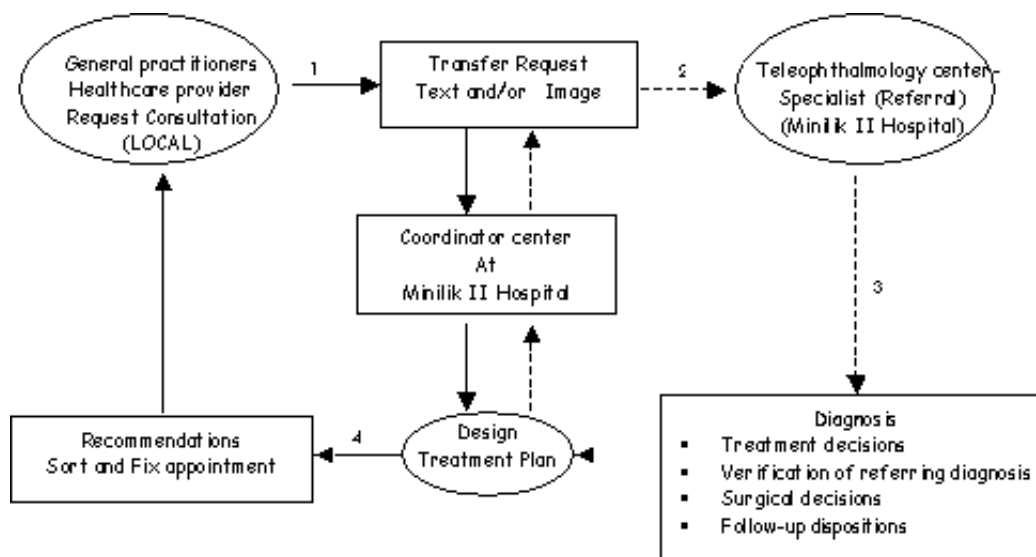 General practitioners
Healthcare provider
Request Consultation
(LOCAL)
1
Transfer Request
Text and/or Image
2
Teleophthalmology center-
Specialist (Referral)
(Minilik II Hospital)
Coordinator center
At
Minilik II Hospital
3
Recommendations
Sort and Fix appointment
4
Design
Treatment Plan
Diagnosis
▪ Treatment decisions
▪ Verification of referring diagnosis
▪ Surgical decisions
▪ Follow-up dispositions